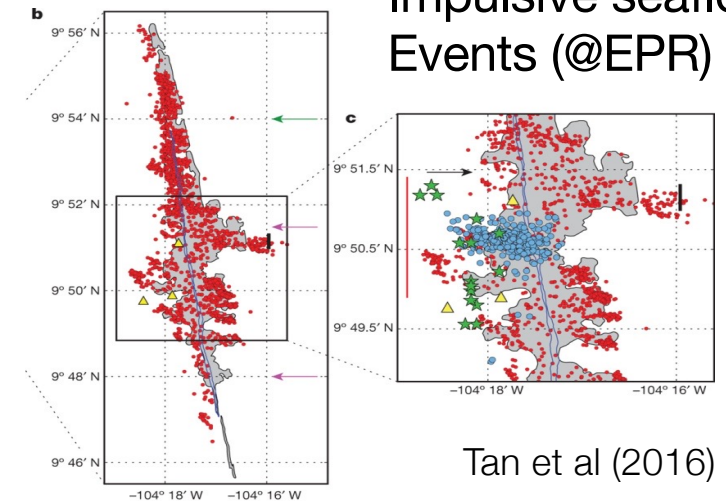 Impulsive seaflo
Events (@EPR)
b
9° 56′ N
9° 54′ N
9° 52′ N
9° 50′ N
9° 48′ N
9° 46′ N
−104° 18′ W −104° 16′ W
c
9° 51.5′ N
9° 50.5′ N
9° 49.5′ N
−104° 18′ W −104° 16′ W
Tan et al (2016)